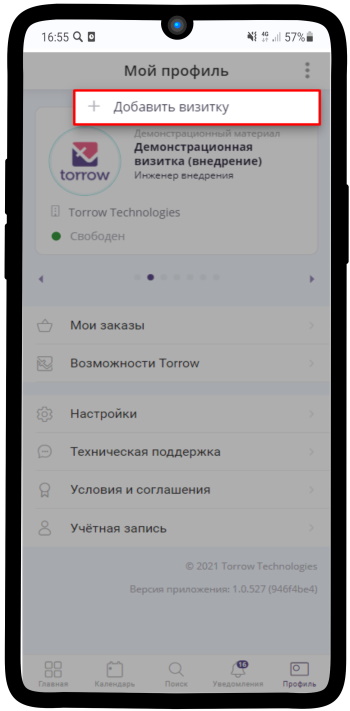 16:55
4G
57%
Мой профиль
+ Добавить визитку
Демонстрационный материал
Демонстрационная
визитка (внедрение)
Инженер внедрения
torrow
Torrow Technologies
Свободен
Мои заказы
Возможности Torrow
Настройки
Техническая поддержка
Условия и соглашения
Учётная запись
© 2021 Torrow Technologies
Версия приложения: 1.0.527 (946f4be4)
16
Главная Календарь Поиск Уведомления Профиль